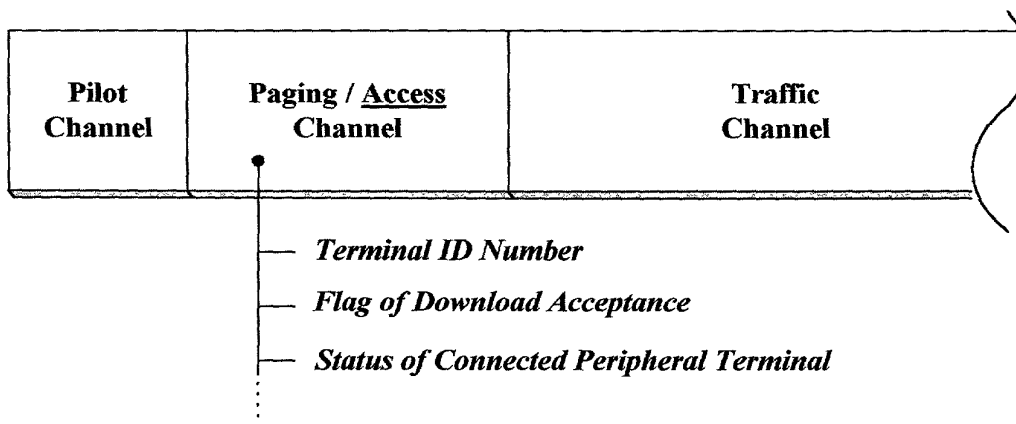 Pilot
Channel
Paging / Access
Channel
Traffic
Channel
Terminal ID Number
Flag of Download Acceptance
Status of Connected Peripheral Terminal